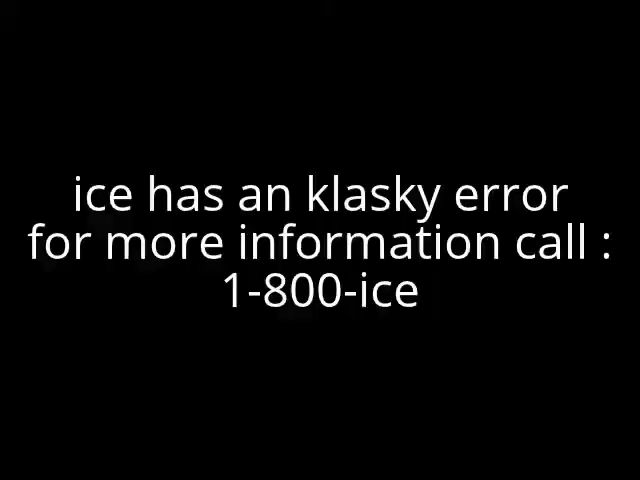 ice has an klasky error
for more information call :
1-800-ice